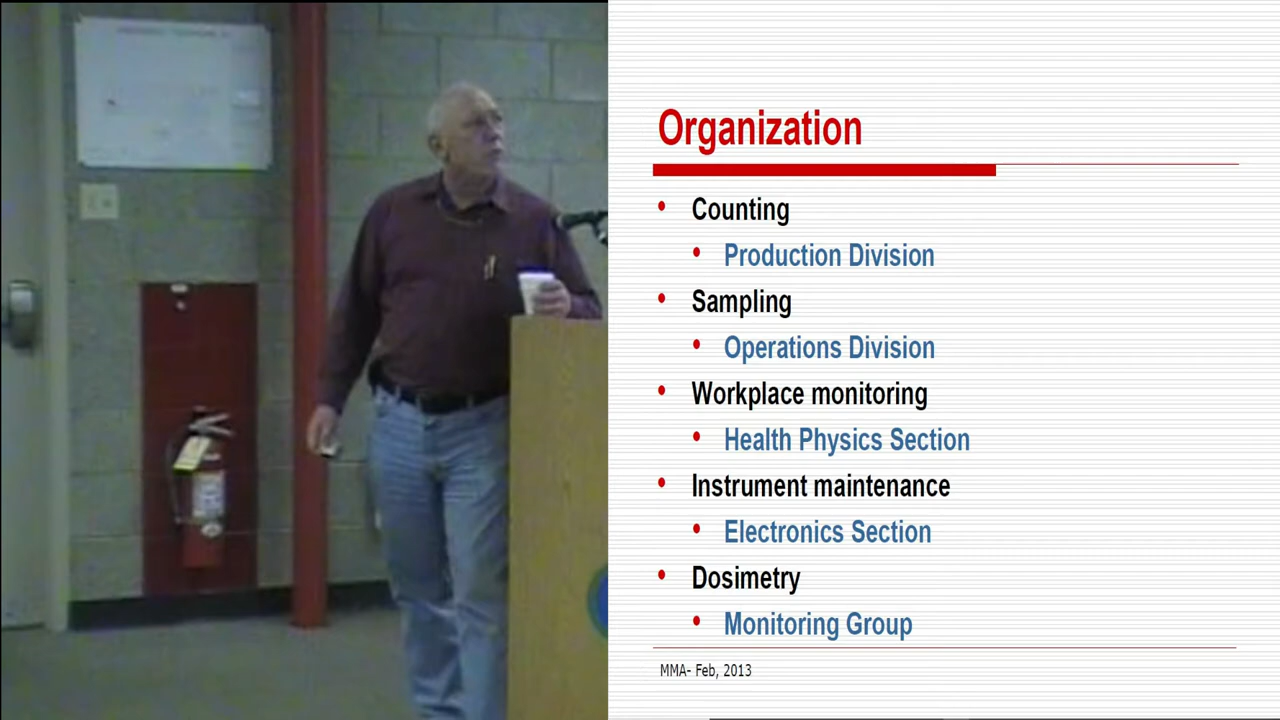 Organization
Counting
Production Division
Sampling
Operations Division
Workplace monitoring
Health Physics Section
Instrument maintenance
Electronics Section
Dosimetry
Monitoring Group
MMA- Feb, 2013